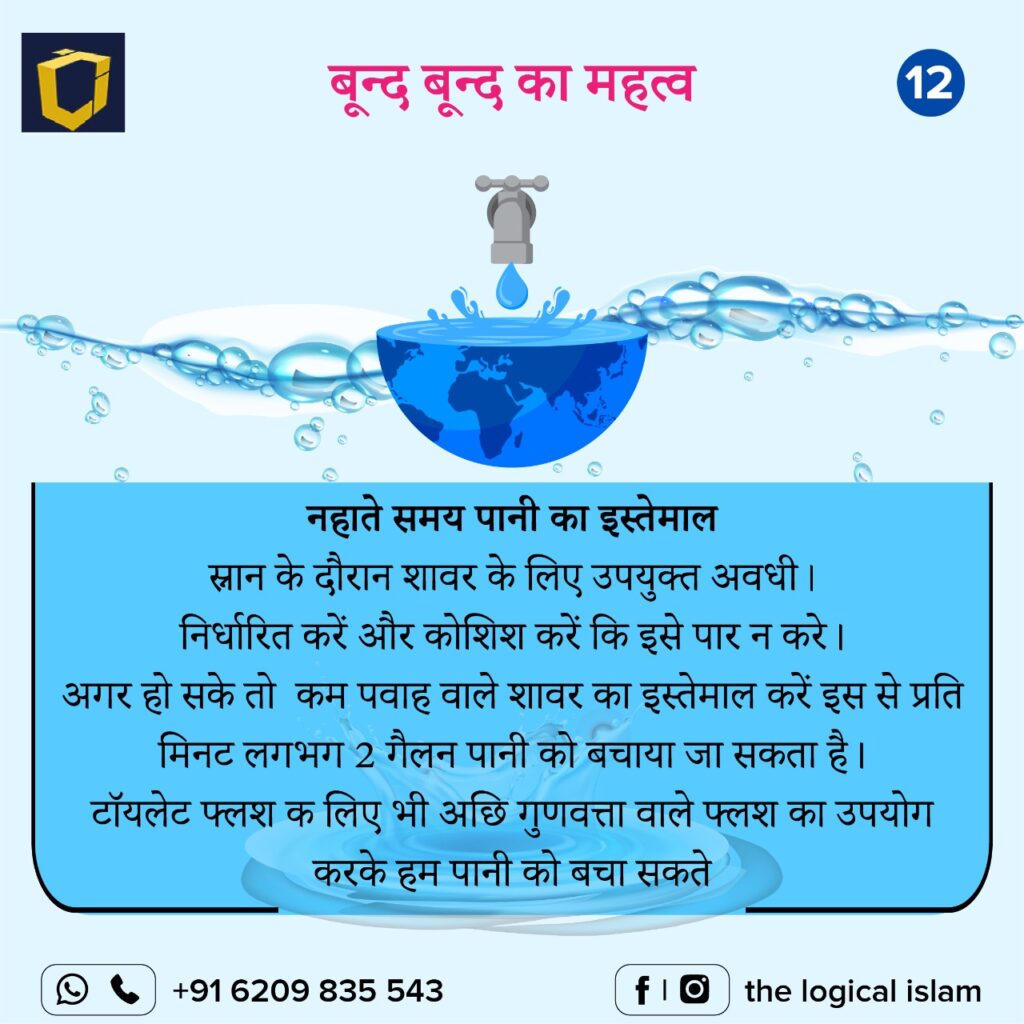 बून्द बून्द का महत्व
12
नहाते समय पानी का इस्तेमाल
स्नान के दौरान शावर के लिए उपयुक्त अवधी।
निर्धारित करें और कोशिश करें कि इसे पार न करे।
अगर हो सके तो कम पवाह वाले शावर का इस्तेमाल करें इस से प्रति
मिनट लगभग 2 गैलन पानी को बचाया जा सकता है।
टॉयलेट फ्लश क लिए भी अछि गुणवत्ता वाले फ्लश का उपयोग
करके हम पानी को बचा सकते
+91 6209 835 543
the logical islam